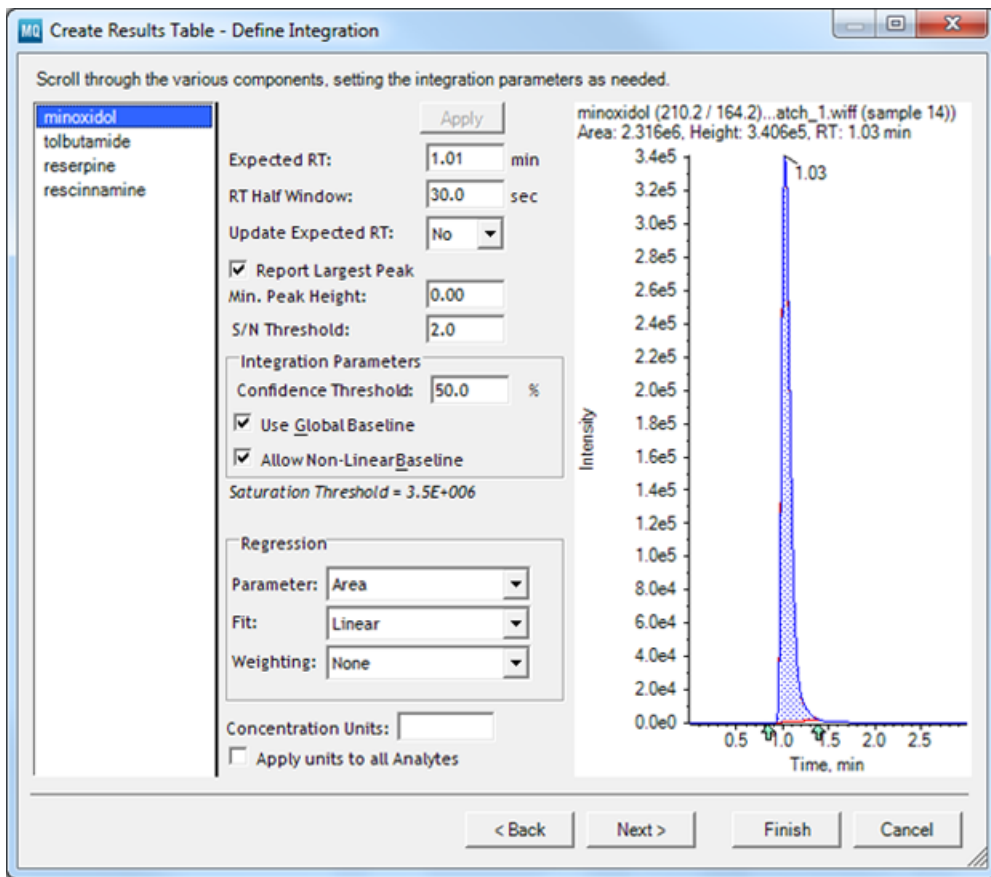 MQ Create Results Table - Define Integration
Scroll through the various components, setting the integration parameters as needed.
minoxidol
tolbutamide
reserpine
rescinnamine
Apply
Expected RT: 1.01 min
RT Half Window: 30.0 sec
Update Expected RT: No
Report Largest Peak
Min. Peak Height: 0.00
S/N Threshold: 2.0
Integration Parameters
Confidence Threshold: 50.0 %
Use Global Baseline
Allow Non-LinearBaseline
Saturation Threshold = 3.5E+006
Regression
Parameter: Area
Fit: Linear
Weighting: None
Concentration Units:
Apply units to all Analytes
minoxidol (210.2 / 164.2)...atch_1.wiff (sample 14))
Area: 2.316e6, Height: 3.406e5, RT: 1.03 min
1.03
3.4e5
3.2e5
3.0e5
2.8e5
2.6e5
2.4e5
2.2e5
2.0e5
1.8e5
1.6e5
1.4e5
1.2e5
1.0e5
8.0e4
6.0e4
4.0e4
2.0e4
0.0e0
Intensity
0.5 1.0 1.5 2.0 2.5
Time, min
< Back Next > Finish Cancel